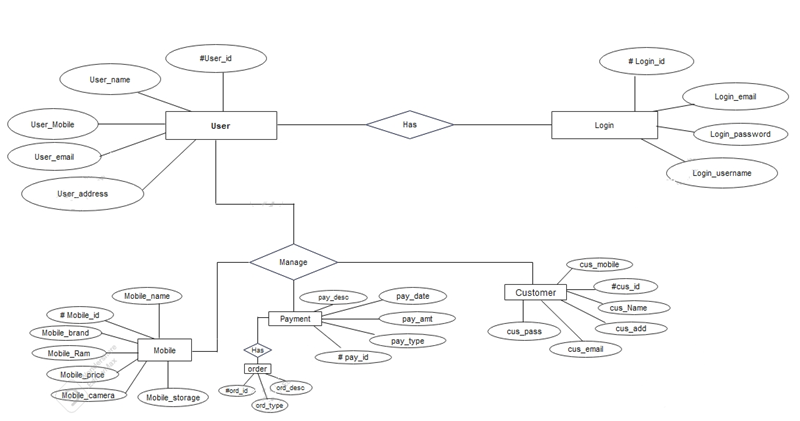 #User_id
# Login_id
User_name
Login_email
User_Mobile
User
Has
Login
Login_password
User_email
Login_username
User_address
Manage
cus_mobile
#cus_id
Customer
cus_Name
cus_add
cus_pass
cus_email
Mobile_name
pay_desc
pay_date
# Mobile_id
Payment
pay_amt
Mobile_brand
pay_type
Mobile_Ram
Mobile
Has
# pay_id
Mobile_price
order
Mobile_camera
Mobile_storage
#ord_id
ord_desc
ord_type